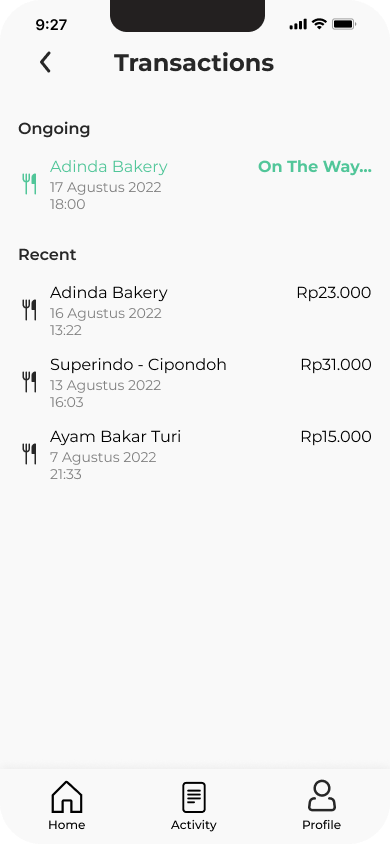 9:27
Transactions
Ongoing
Adinda Bakery
On The Way...
17 Agustus 2022
18:00
Recent
Adinda Bakery
Rp23.000
16 Agustus 2022
13:22
Superindo - Cipondoh
Rp31.000
13 Agustus 2022
16:03
Ayam Bakar Turi
Rp15.000
7 Agustus 2022
21:33
Home
Activity
Profile